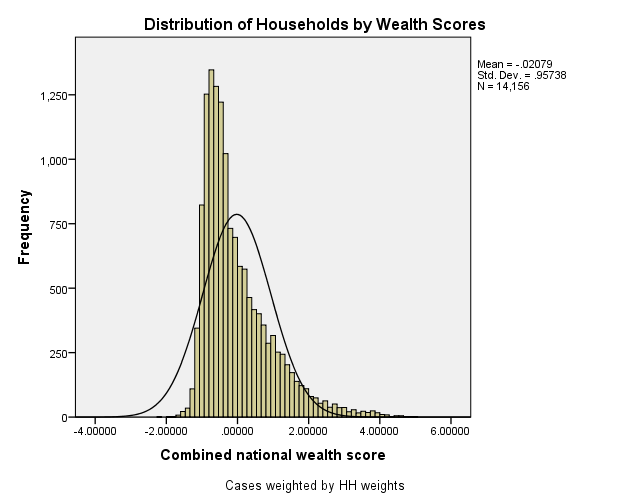 Distribution of Households by Wealth Scores
Mean = -.02079
Std. Dev. = .95738
N = 14,156
Frequency
1,250
1,000
750
500
250
0
-4.00000 -2.00000 .00000 2.00000 4.00000 6.00000
Combined national wealth score
Cases weighted by HH weights